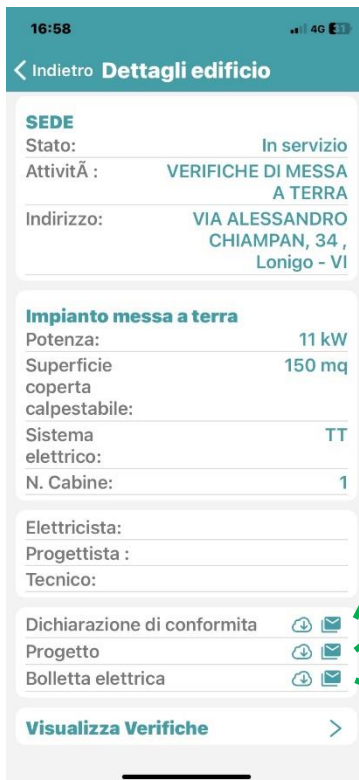 16:58 4G 31
Indietro Dettagli edificio
SEDE
Stato: In servizio
AttivitÃ : VERIFICHE DI MESSA
A TERRA
Indirizzo: VIA ALESSANDRO
CHIAMPAN, 34 ,
Lonigo - VI
Impianto messa a terra
Potenza: 11 kW
Superficie 150 mq
coperta
calpestabile:
Sistema TT
elettrico:
N. Cabine: 1
Elettricista:
Progettista :
Tecnico:
Dichiarazione di conformita
Progetto
Bolletta elettrica
Visualizza Verifiche